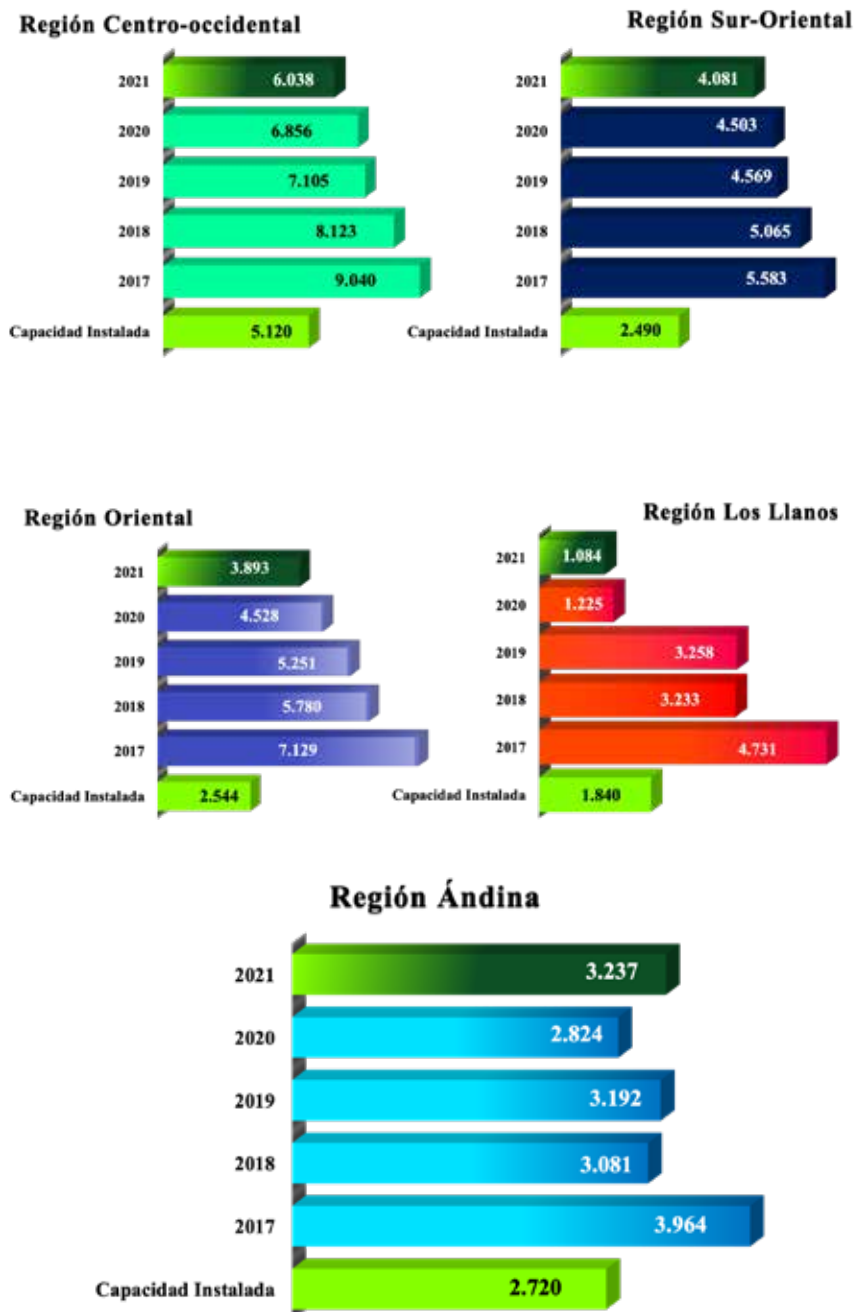 Región Centro-occidental
2021 6.038
2020 6.856
2019 7.105
2018 8.123
2017 9.040
Capacidad Instalada 5.120
Región Sur-Oriental
2021 4.081
2020 4.503
2019 4.569
2018 5.065
2017 5.583
Capacidad Instalada 2.490
Región Oriental
2021 3.893
2020 4.528
2019 5.251
2018 5.780
2017 7.129
Capacidad Instalada 2.544
Región Los Llanos
2021 1.084
2020 1.225
2019 3.258
2018 3.233
2017 4.731
Capacidad Instalada 1.840
Región Ándina
2021 3.237
2020 2.824
2019 3.192
2018 3.081
2017 3.964
Capacidad Instalada 2.720